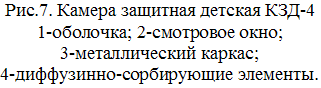 Рис.7. Камера защитная детская КЗД-4
1-оболочка; 2-смотровое окно;
3-металлический каркас;
4-диффузинно-сорбирующие элементы.